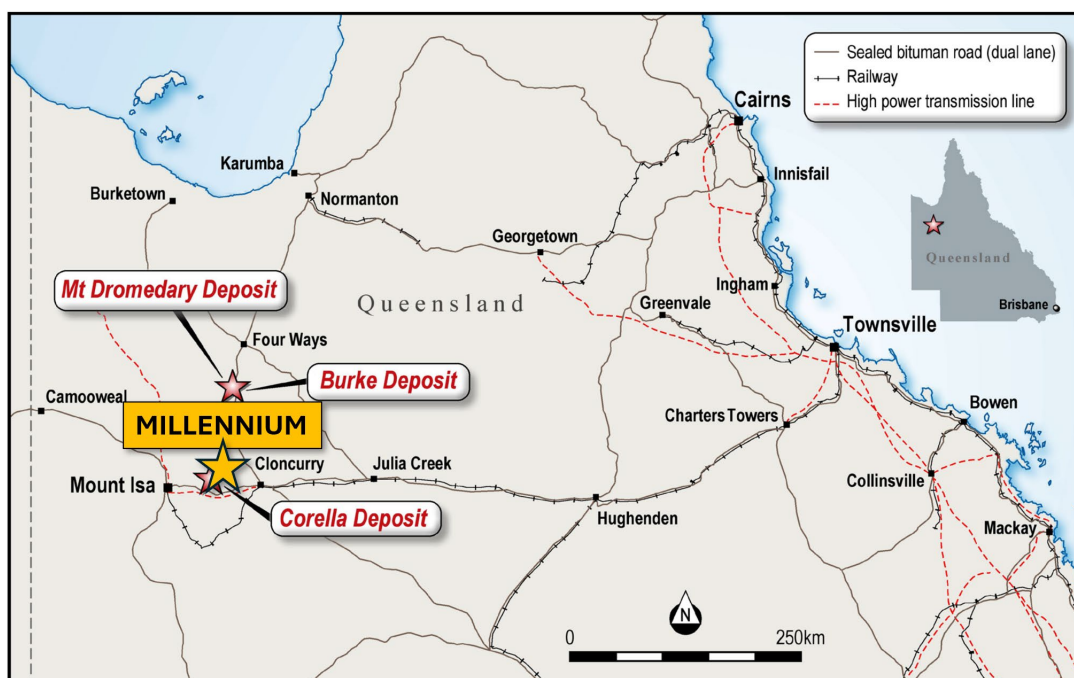 Sealed bituman road (dual lane)
Railway
High power transmission line
Cairns
Karumba
Innisfail
Burketown
Normanton
Georgetown
Queensland
Mt Dromedary Deposit
Ingham
Greenvale
Queensland
Brisbane
Townsville
Four Ways
Burke Deposit
Camooweal
MILLENNIUM
Charters Towers
Bowen
Cloncurry
Julia Creek
Mount Isa
Collinsville
Corella Deposit
Hughenden
Mackay
N
0
250km